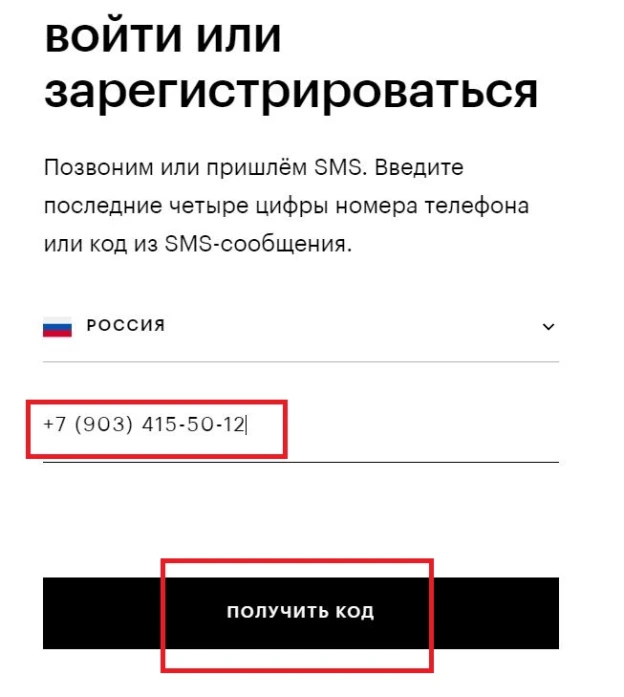 войти или
зарегистрироваться
Позвоним или пришлём SMS. Введите
последние четыре цифры номера телефона
или код из SMS-сообщения.
РОССИЯ
+7 (903) 415-50-12
ПОЛУЧИТЬ КОД